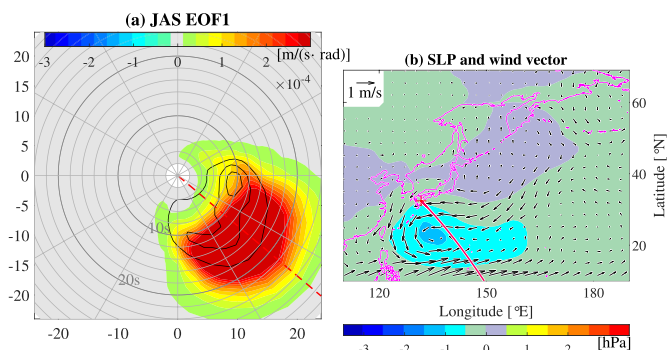 (a) JAS EOF1
-3 -2 -1 0 1 2
[m/(s· rad)]
×10⁻⁴
20
15
10
5
0
-5
-10
-15
-20
10s
20s
-20 -10 0 10 20
(b) SLP and wind vector
1 m/s
60
40
20
Latitude [ °N]
120 150 180
Longitude [ °E]
-3 -2 -1 0 1 2
[hPa]